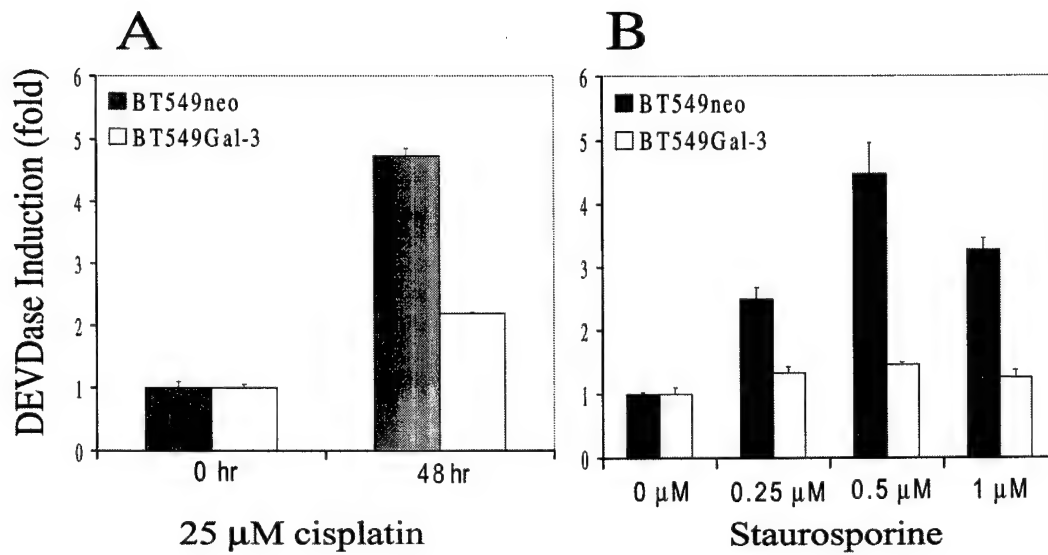 A
DEVDase Induction (fold)
6
5
4
3
2
1
0
BT549neo
BT549Gal-3
0 hr
48hr
25 μM cisplatin
B
6
5
4
3
2
1
0
BT549neo
BT549Gal-3
0 μM
0.25 μM
0.5 μM
1 μM
Staurosporine